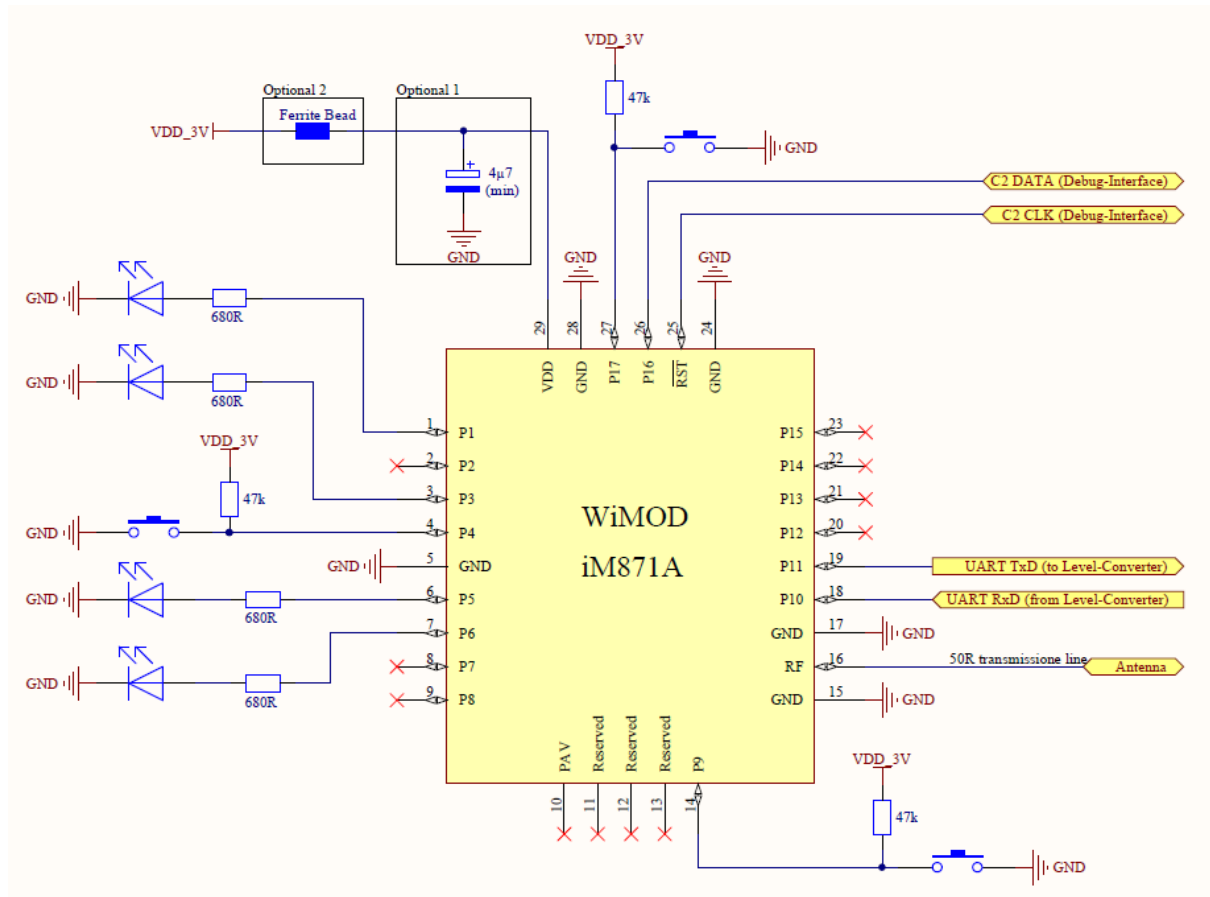 VDD_3V
Optional 2
Optional 1
Ferrite Bead
47k
VDD_3V
GND
+
4µ7
(min)
C2 DATA (Debug-Interface)
C2 CLK (Debug-Interface)
GND
GND
GND
GND
680R
29
28
27
26
25
24
VDD
GND
P17
P16
RST
GND
GND
680R
1
P1
P15
23
VDD_3V
2
P2
P14
22
47k
3
P3
WiMOD
P13
21
GND
4
P4
P12
20
GND
5
GND
iM871A
P11
19
UART TxD (to Level-Converter)
GND
6
P5
P10
18
UART RxD (from Level-Converter)
680R
7
P6
GND
17
GND
8
P7
RF
16
50R transmissione line
Antenna
GND
680R
9
P8
GND
15
GND
PAV
Reserved
Reserved
Reserved
P9
10
11
12
13
14
VDD_3V
47k
GND